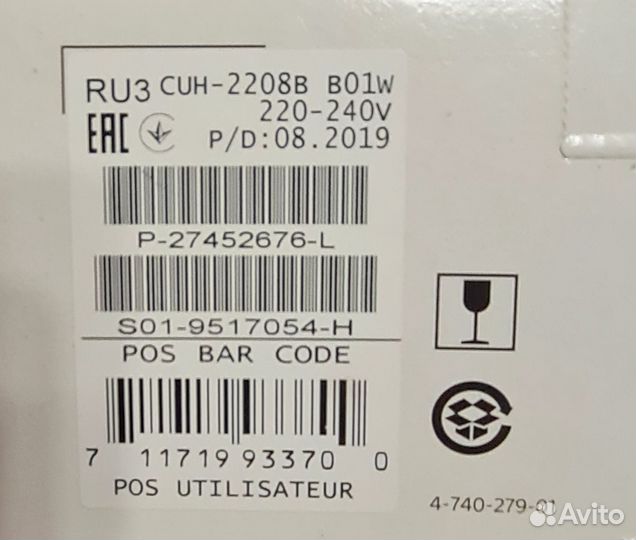 RU3 CUH-2208B B01W
220-240V
EAC P/D:08.2019
P-27452676-L
S01-9517054-H
POS BAR CODE
7 11719 93370 0
POS UTILISATEUR
4-740-279-01
Avito